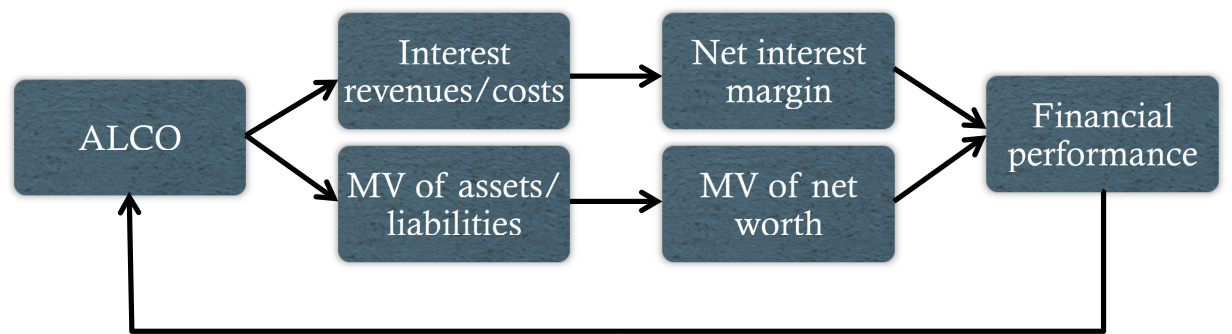 ALCO
Interest
revenues/costs
Net interest
margin
MV of assets/
liabilities
MV of net
worth
Financial
performance